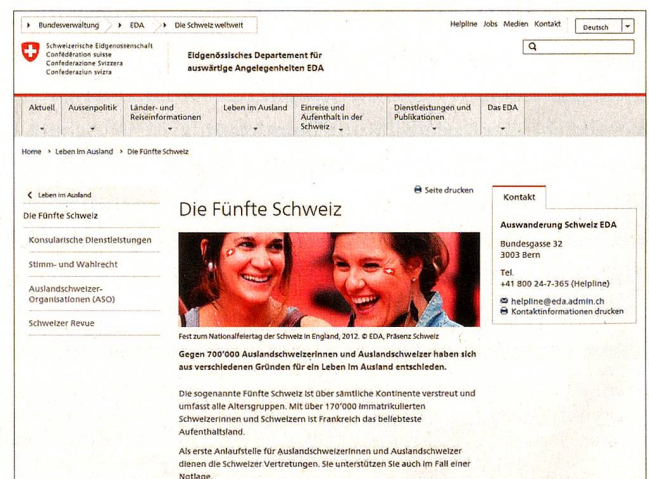 Bundesverwaltung EDA Die Schweiz weltweit
Helpline Jobs Medien Kontakt Deutsch
Schweizerische Eidgenossenschaft
Confédération suisse
Confederazione Svizzera
Confederaziun svizra
Eidgenössisches Departement für
auswärtige Angelegenheiten EDA
Aktuell
Aussenpolitik
Länder- und
Reiseinformationen
Leben im Ausland
Einreise und
Aufenthalt in der
Schweiz
Dienstleistungen und
Publikationen
Das EDA
Home › Leben im Ausland › Die Fünfte Schweiz
Leben im Ausland
Die Fünfte Schweiz
Konsularische Dienstleistungen
Stimm- und Wahlrecht
Auslandschweizer-
Organisationen (ASO)
Schweizer Revue
Seite drucken
Die Fünfte Schweiz
Fest zum Nationalfeiertag der Schweiz in England, 2012. © EDA, Präsenz Schweiz
Gegen 700'000 Auslandschweizerinnen und Auslandschweizer haben sich
aus verschiedenen Gründen für ein Leben im Ausland entschieden.
Die sogenannte Fünfte Schweiz ist über sämtliche Kontinente verstreut und
umfasst alle Altersgruppen. Mit über 170'000 immatrikulierten
Schweizerinnen und Schweizern ist Frankreich das beliebteste
Aufenthaltsland.
Als erste Anlaufstelle für Auslandschweizerinnen und Auslandschweizer
dienen die Schweizer Vertretungen. Sie unterstützen Sie auch im Fall einer
Notlage.
Kontakt
Auswanderung Schweiz EDA
Bundesgasse 32
3003 Bern
Tel.
+41 800 24-7-365 (Helpline)
helpline@eda.admin.ch
Kontaktinformationen drucken